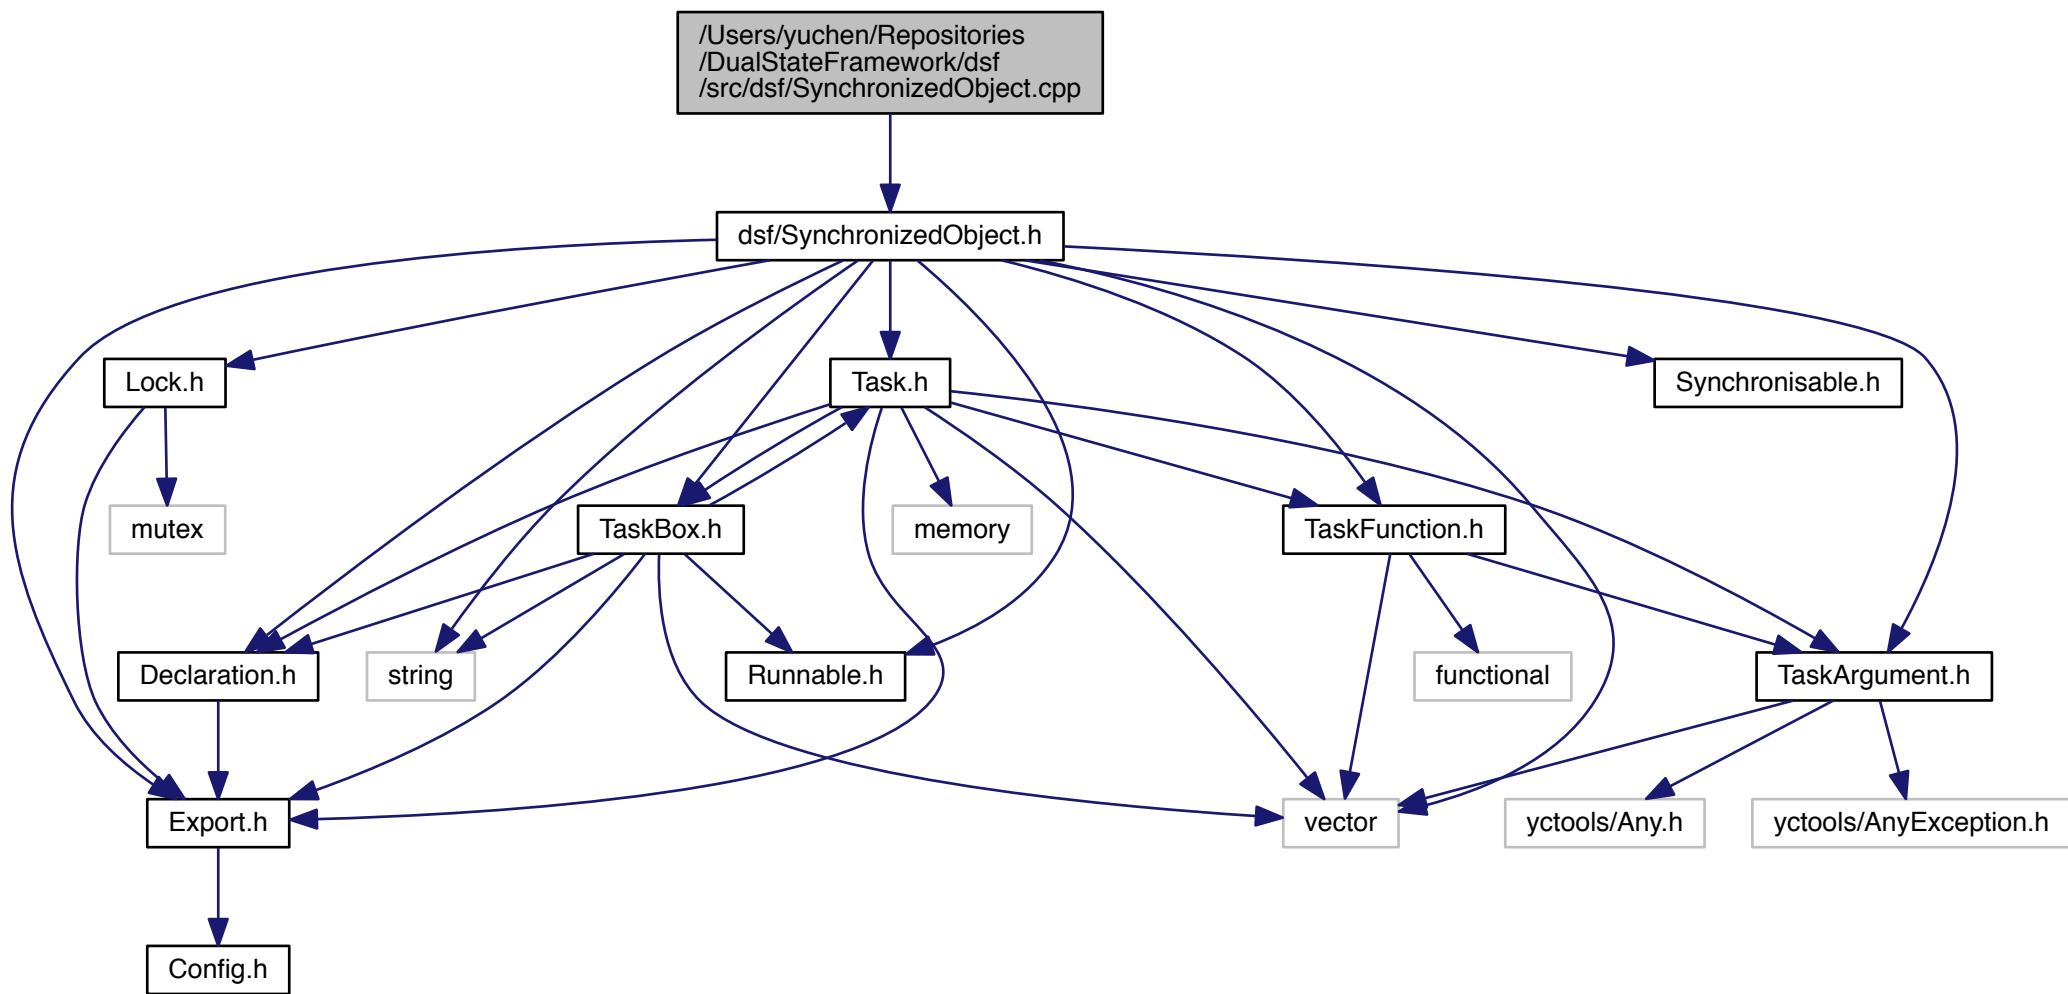 /Users/yuchen/Repositories
/DualStateFramework/dsf
/src/dsf/SynchronizedObject.cpp
dsf/SynchronizedObject.h
Lock.h
Task.h
Synchronisable.h
mutex
TaskBox.h
memory
TaskFunction.h
Declaration.h
string
Runnable.h
functional
TaskArgument.h
Export.h
vector
yctools/Any.h
yctools/AnyException.h
Config.h